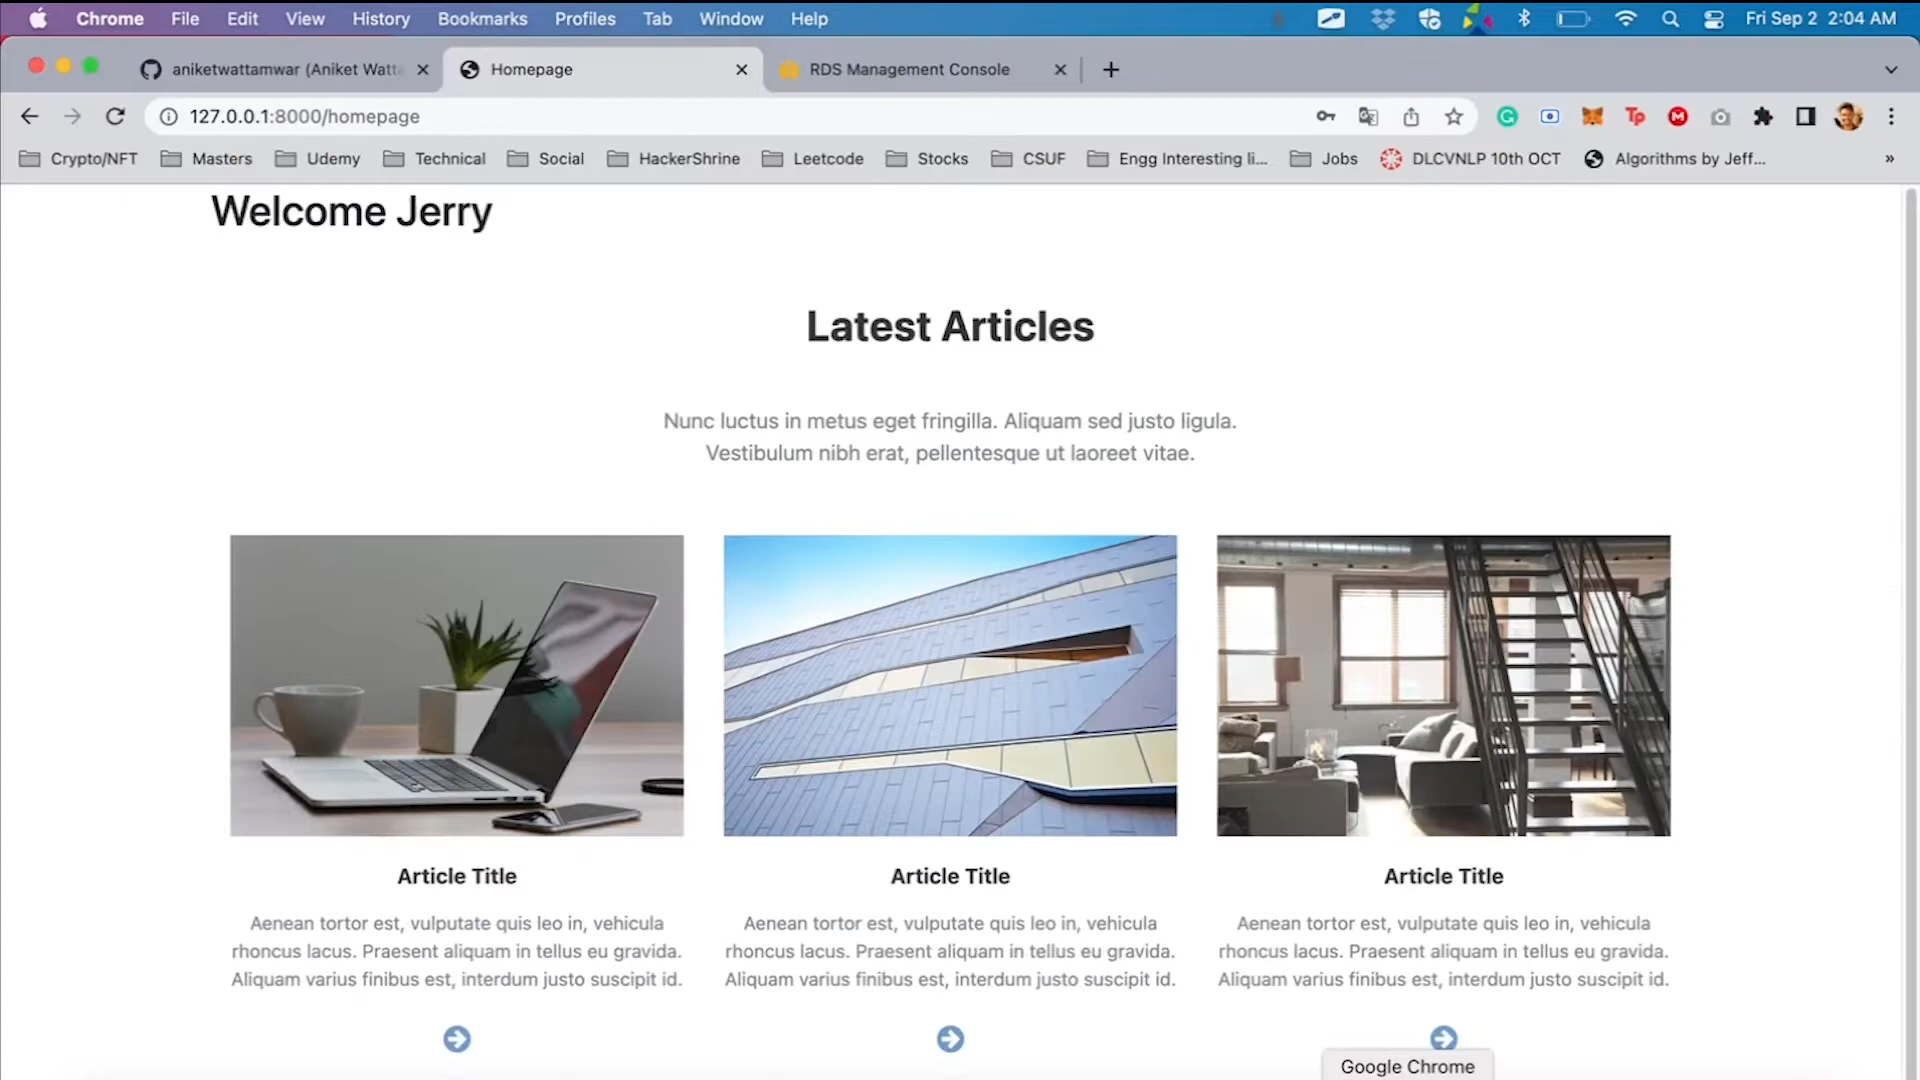 Chrome File Edit View History Bookmarks Profiles Tab Window Help Fri Sep 2 2:04 AM
aniketwattamwar (Aniket Watta Homepage RDS Management Console
127.0.0.1:8000/homepage
Crypto/NFT Masters Udemy Technical Social HackerShrine Leetcode Stocks CSUF Engg Interesting li... Jobs DLCVNLP 10th OCT Algorithms by Jeff... »
Welcome Jerry
Latest Articles
Nunc luctus in metus eget fringilla. Aliquam sed justo ligula.
Vestibulum nibh erat, pellentesque ut laoreet vitae.
Article Title
Aenean tortor est, vulputate quis leo in, vehicula
rhoncus lacus. Praesent aliquam in tellus eu gravida.
Aliquam varius finibus est, interdum justo suscipit id.
Article Title
Aenean tortor est, vulputate quis leo in, vehicula
rhoncus lacus. Praesent aliquam in tellus eu gravida.
Aliquam varius finibus est, interdum justo suscipit id.
Article Title
Aenean tortor est, vulputate quis leo in, vehicula
rhoncus lacus. Praesent aliquam in tellus eu gravida.
Aliquam varius finibus est, interdum justo suscipit id.
Google Chrome